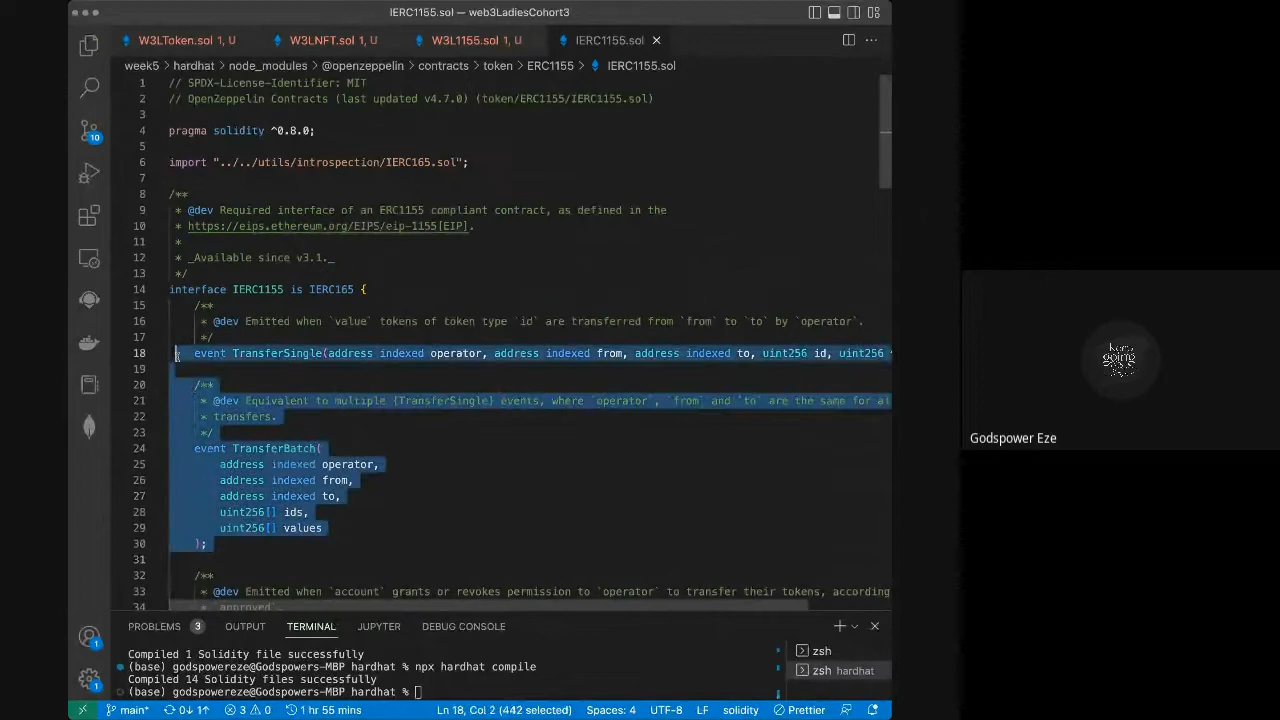 IERC1155.sol — web3LadiesCohort3
W3LToken.sol 1, U
W3LNFT.sol 1, U
W3L1155.sol 1, U
IERC1155.sol
week5 hardhat node_modules @openzeppelin contracts token ERC1155 IERC1155.sol
1 // SPDX-License-Identifier: MIT
2 // OpenZeppelin Contracts (last updated v4.7.0) (token/ERC1155/IERC1155.sol)
3
4 pragma solidity ^0.8.0;
5
6 import "../../utils/introspection/IERC165.sol";
7
8 /**
9 * @dev Required interface of an ERC1155 compliant contract, as defined in the
10 * https://eips.ethereum.org/EIPS/eip-1155[EIP].
11 *
12 * _Available since v3.1._
13 */
14 interface IERC1155 is IERC165 {
15 /**
16 * @dev Emitted when `value` tokens of token type `id` are transferred from `from` to `to` by `operator`.
17 */
18 event TransferSingle(address indexed operator, address indexed from, address indexed to, uint256 id, uint256
19
20 /**
21 * @dev Equivalent to multiple {TransferSingle} events, where `operator`, `from` and `to` are the same for al
22 * transfers.
23 */
24 event TransferBatch(
25 address indexed operator,
26 address indexed from,
27 address indexed to,
28 uint256[] ids,
29 uint256[] values
30 );
31
32 /**
33 * @dev Emitted when `account` grants or revokes permission to `operator` to transfer their tokens, according
34 * `approved`.
PROBLEMS 3 OUTPUT TERMINAL JUPYTER DEBUG CONSOLE
Compiled 1 Solidity file successfully
(base) godspowereze@Godspowers-MBP hardhat % npx hardhat compile
Compiled 14 Solidity files successfully
(base) godspowereze@Godspowers-MBP hardhat %
zsh
zsh hardhat
10
1
1
main* 0↓ 1↑ 3 0 1 hr 55 mins Ln 18, Col 2 (442 selected) Spaces: 4 UTF-8 LF solidity Prettier
keep
going
Godspower Eze